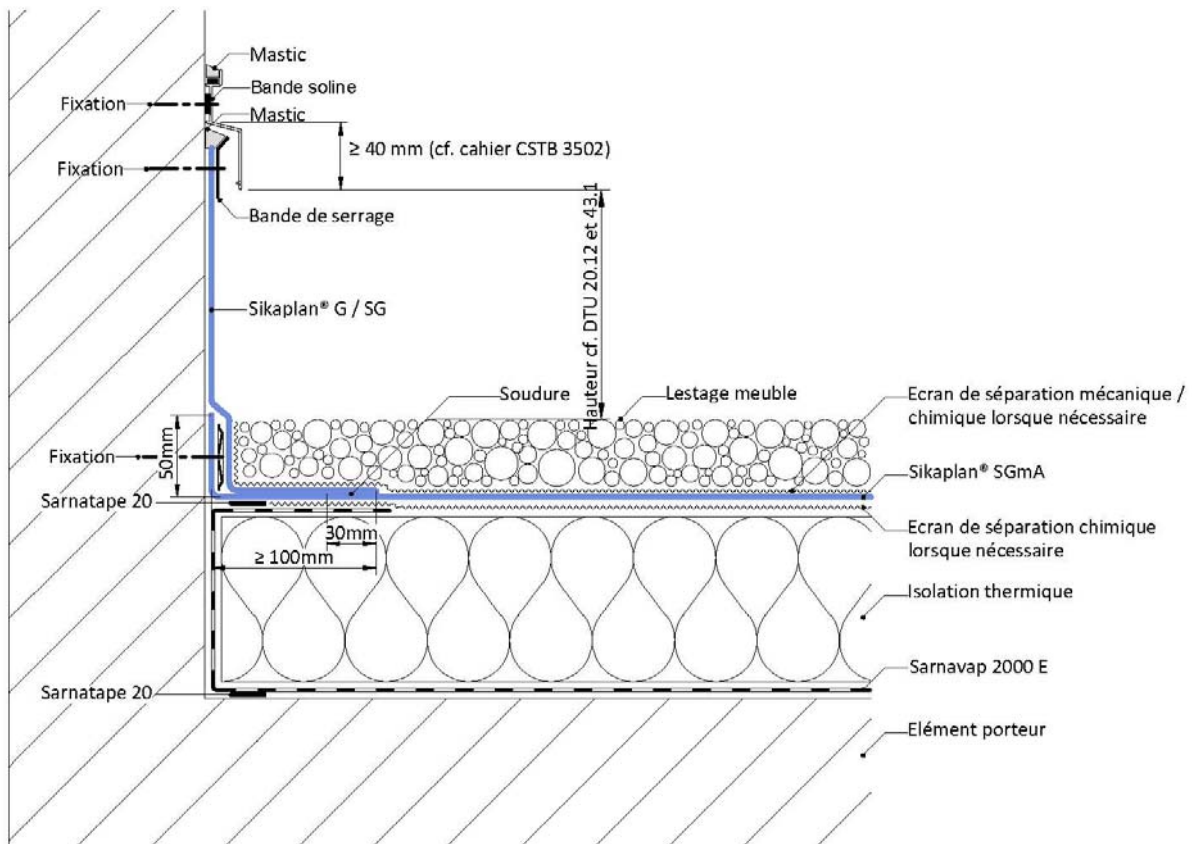 Mastic
Bande soline
Fixation
Mastic
≥ 40 mm (cf. cahier CSTB 3502)
Fixation
Bande de serrage
Hauteur cf. DTU 20.12 et 43.1
Sikaplan® G / SG
Soudure
Lestage meuble
Ecran de séparation mécanique /
chimique lorsque nécessaire
50mm
Fixation
Sikaplan® SGmA
Sarnatape 20
Ecran de séparation chimique
lorsque nécessaire
30mm
≥ 100mm
Isolation thermique
Sarnavap 2000 E
Sarnatape 20
Elément porteur